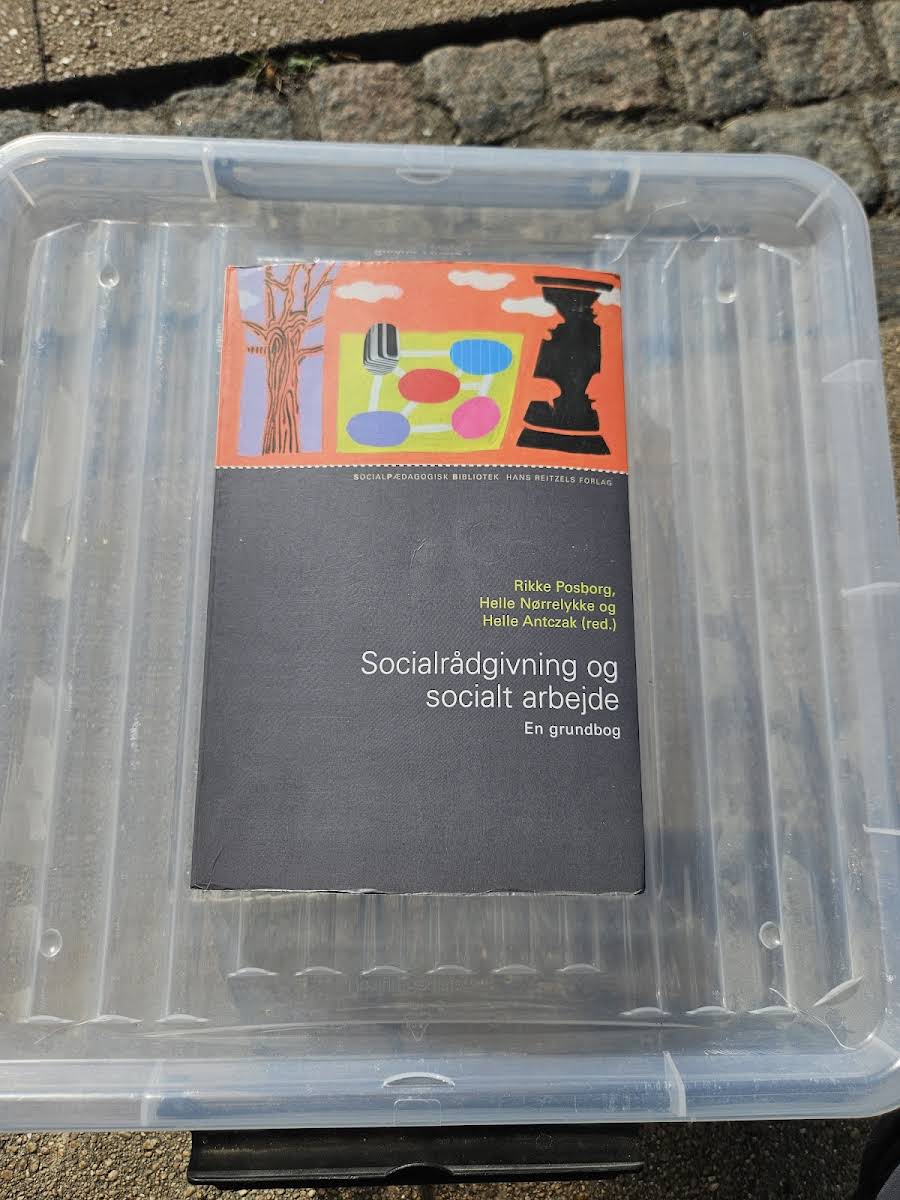 SOCIALPÆDAGOGISK BIBLIOTEK HANS REITZELS FORLAG
Rikke Posborg,
Helle Nørrelykke og
Helle Antczak (red.)
Socialrådgivning og
socialt arbejde
En grundbog